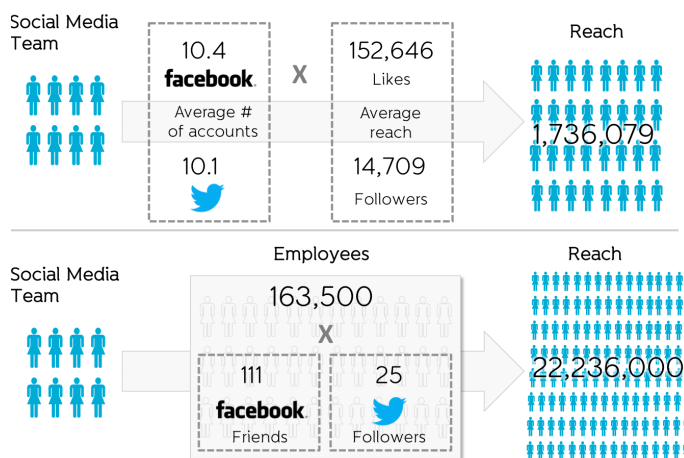 Social Media
Team
Reach
10.4
facebook.
Average #
of accounts
10.1
X
152,646
Likes
Average
reach
14,709
Followers
1,736,079
Social Media
Team
Employees
163,500
X
111
facebook.
Friends
25
Followers
Reach
22,236,000